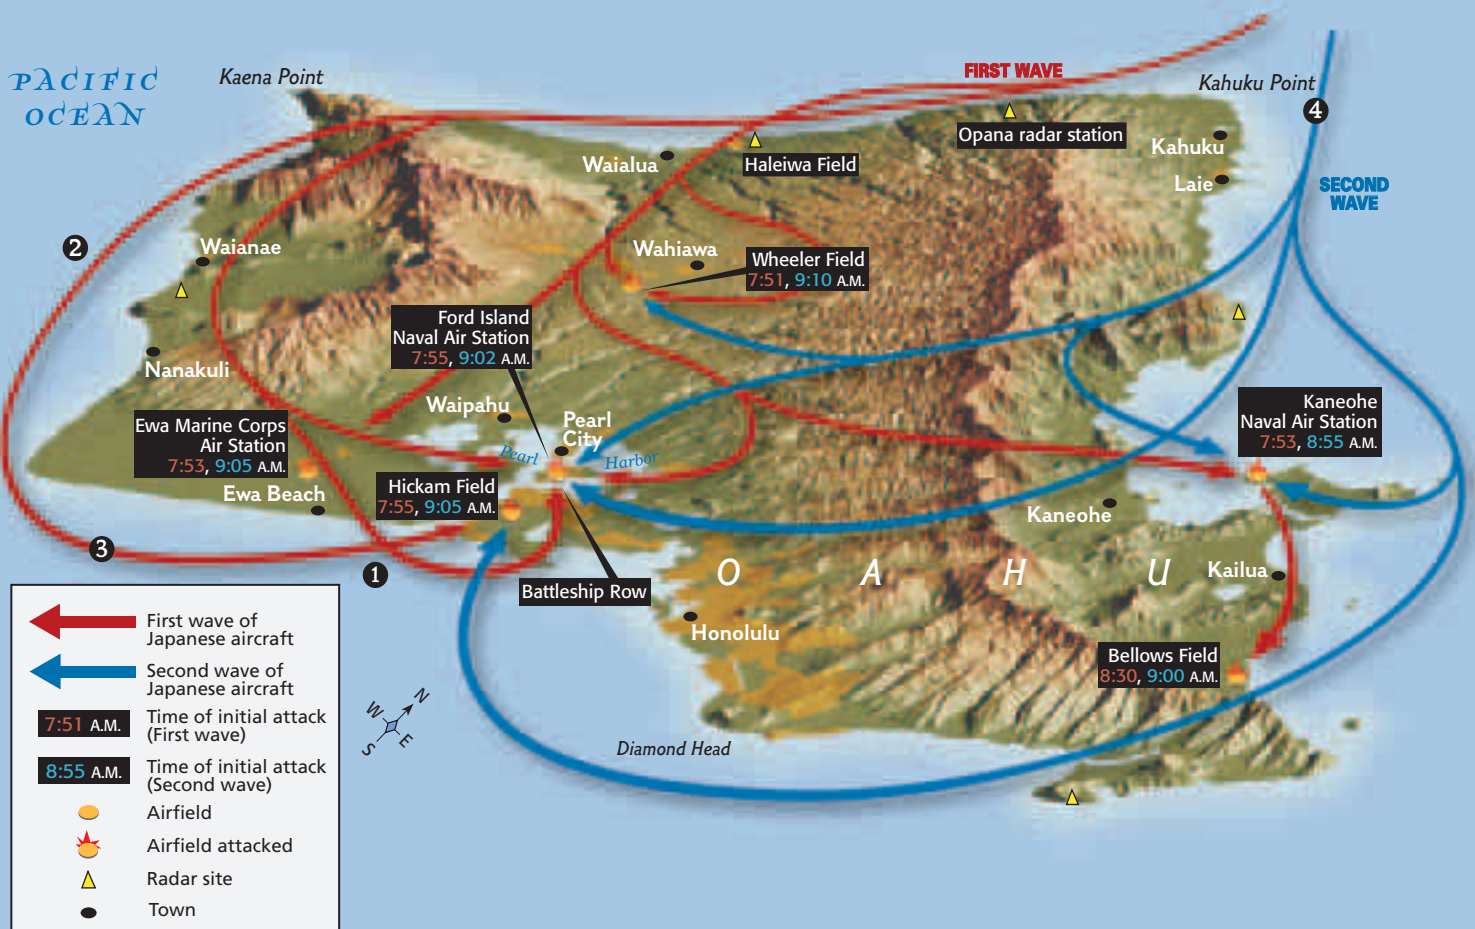 PACIFIC
OCEAN
Kaena Point
FIRST WAVE
Kahuku Point
4
Opana radar station
Kahuku
Waialua
Haleiwa Field
Laie
SECOND
WAVE
2
Waianae
Wahiawa
Wheeler Field
7:51, 9:10 A.M.
Ford Island
Naval Air Station
7:55, 9:02 A.M.
Nanakuli
Waipahu
Pearl
City
Kaneohe
Naval Air Station
7:53, 8:55 A.M.
Ewa Marine Corps
Air Station
7:53, 9:05 A.M.
Pearl Harbor
Ewa Beach
Hickam Field
7:55, 9:05 A.M.
Kaneohe
3
1
Battleship Row
O A H U
Kailua
Honolulu
Bellows Field
8:30, 9:00 A.M.
Diamond Head
N
W
E
S
First wave of
Japanese aircraft
Second wave of
Japanese aircraft
7:51 A.M.
Time of initial attack
(First wave)
8:55 A.M.
Time of initial attack
(Second wave)
Airfield
Airfield attacked
Radar site
Town